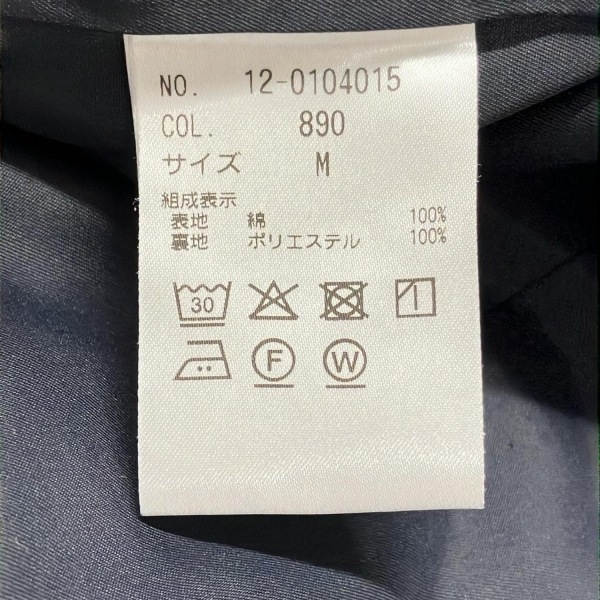 NO. 12-0104015
COL. 890
サイズ M
組成表示
表地 綿 100%
裏地 ポリエステル 100%
30
F W